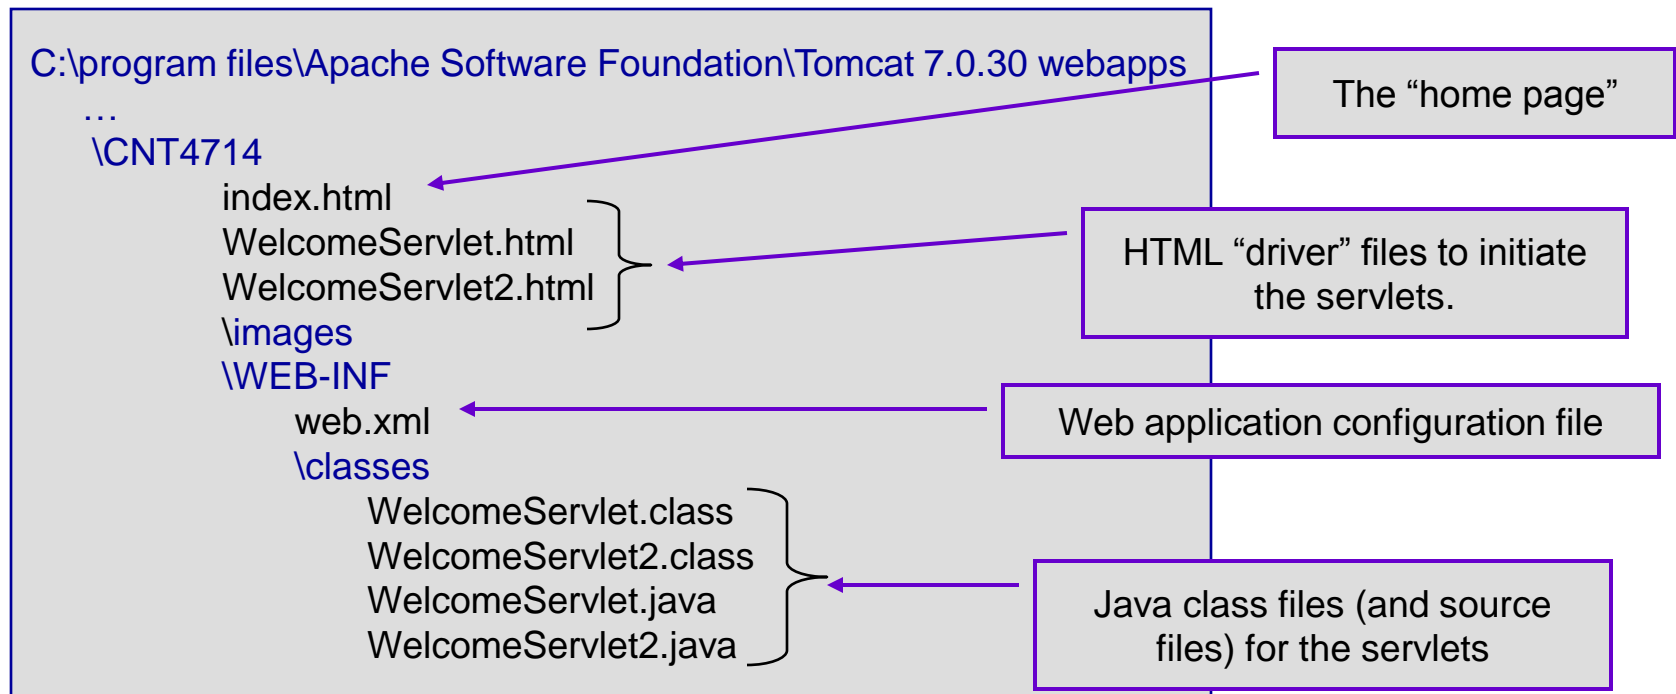 C:\program files\Apache Software Foundation\Tomcat 7.0.30 webapps
…
\CNT4714
index.html
WelcomeServlet.html
WelcomeServlet2.html
\images
\WEB-INF
web.xml
\classes
WelcomeServlet.class
WelcomeServlet2.class
WelcomeServlet.java
WelcomeServlet2.java
The “home page”
HTML “driver” files to initiate
the servlets.
Web application configuration file
Java class files (and source
files) for the servlets